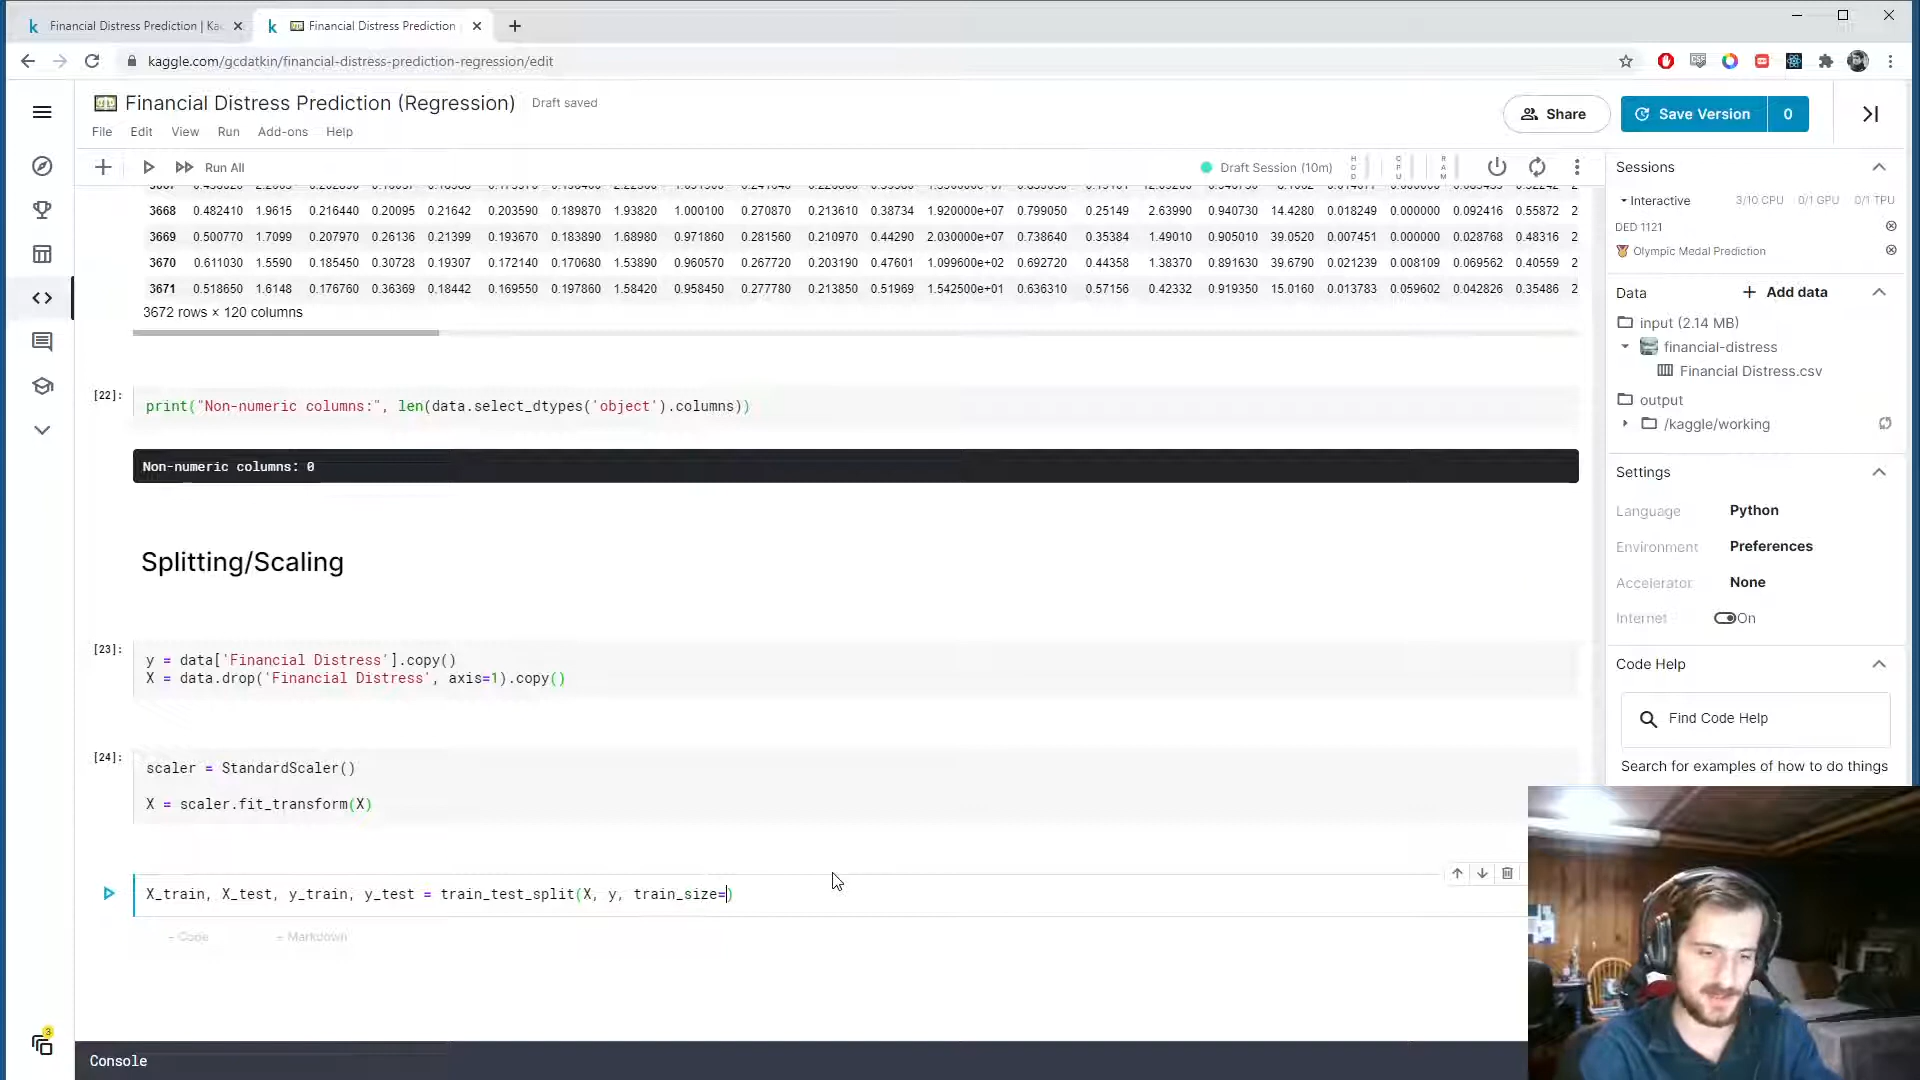 Financial Distress Prediction | Ka
Financial Distress Prediction
kaggle.com/gcdatkin/financial-distress-prediction-regression/edit
Financial Distress Prediction (Regression) Draft saved
Share
Save Version 0
File Edit View Run Add-ons Help
Run All
Draft Session (10m)
3668 0.482410 1.9615 0.216440 0.20095 0.21642 0.203590 0.189870 1.93820 1.000100 0.270870 0.213610 0.38734 1.920000e+07 0.799050 0.25149 2.63990 0.940730 14.4280 0.018249 0.000000 0.092416 0.55872 2
3669 0.500770 1.7099 0.207970 0.26136 0.21399 0.193670 0.183890 1.68980 0.971860 0.281560 0.210970 0.44290 2.030000e+07 0.738640 0.35384 1.49010 0.905010 39.0520 0.007451 0.000000 0.028768 0.48316 2
3670 0.611030 1.5590 0.185450 0.30728 0.19307 0.172140 0.170680 1.53890 0.960570 0.267720 0.203190 0.47601 1.099600e+02 0.692720 0.44358 1.38370 0.891630 39.6790 0.021239 0.008109 0.069562 0.40559 2
3671 0.518650 1.6148 0.176760 0.36369 0.18442 0.169550 0.197860 1.58420 0.958450 0.277780 0.213850 0.51969 1.542500e+01 0.636310 0.57156 0.42332 0.919350 15.0160 0.013783 0.059602 0.042826 0.35486 2
3672 rows × 120 columns
[22]:
print("Non-numeric columns:", len(data.select_dtypes('object').columns))
Non-numeric columns: 0
Splitting/Scaling
[23]:
y = data['Financial Distress'].copy()
X = data.drop('Financial Distress', axis=1).copy()
[24]:
scaler = StandardScaler()
X = scaler.fit_transform(X)
X_train, X_test, y_train, y_test = train_test_split(X, y, train_size=)
+ Code + Markdown
Console
3
Sessions
Interactive 3/10 CPU 0/1 GPU 0/1 TPU
DED 1121
Olympic Medal Prediction
Data + Add data
input (2.14 MB)
financial-distress
Financial Distress.csv
output
/kaggle/working
Settings
Language Python
Environment Preferences
Accelerator None
Internet On
Code Help
Find Code Help
Search for examples of how to do things